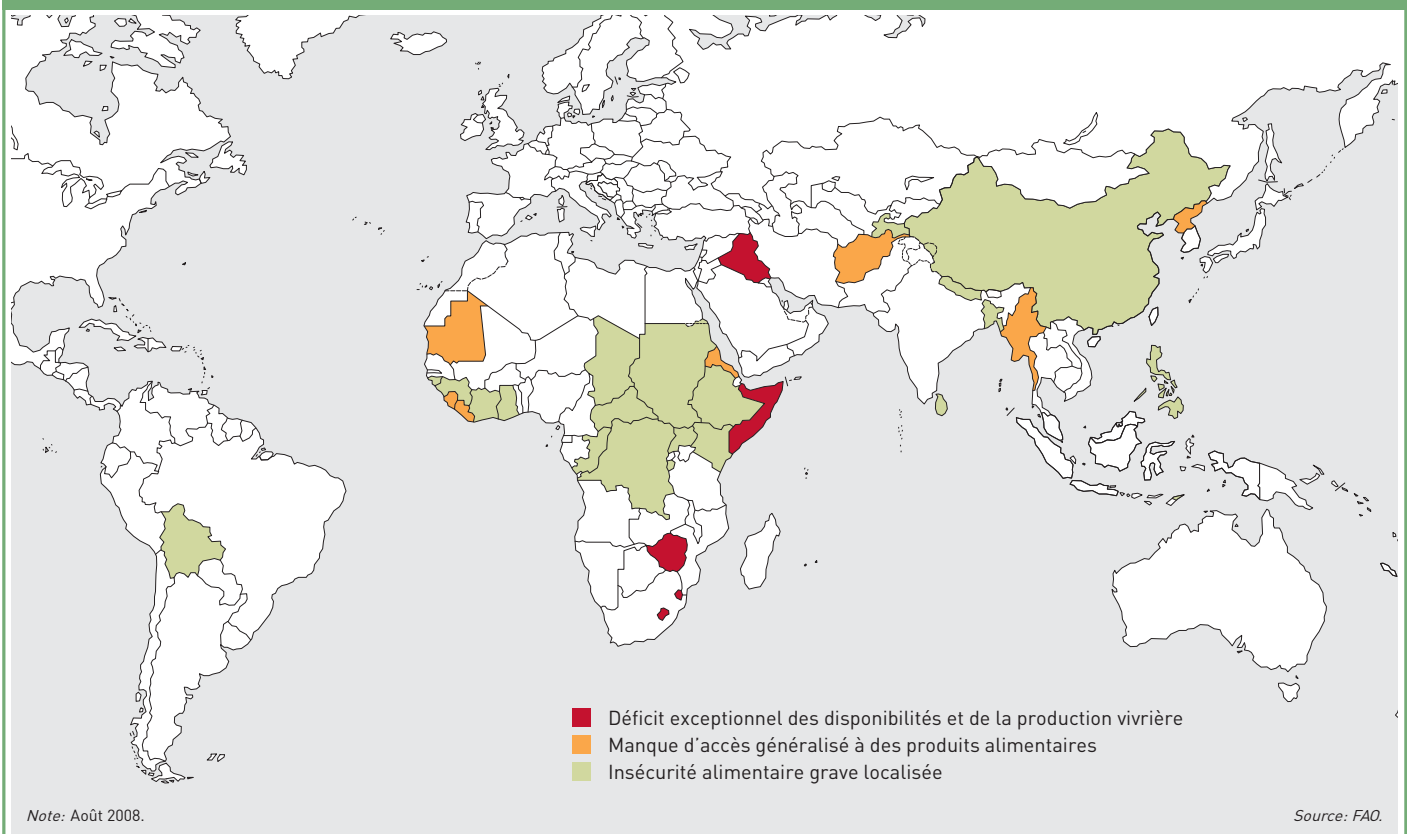 Déficit exceptionnel des disponibilités et de la production vivrière
Manque d'accès généralisé à des produits alimentaires
Insécurité alimentaire grave localisée
Note: Août 2008.
Source: FAO.